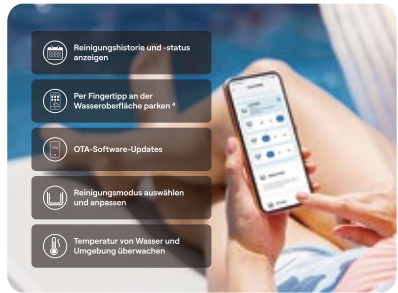 Reinigungshistorie und -status
anzeigen
Per Fingertipp an der
Wasseroberfläche parken ⁴
OTA-Software-Updates
Reinigungsmodus auswählen
und anpassen
Temperatur von Wasser und
Umgebung überwachen